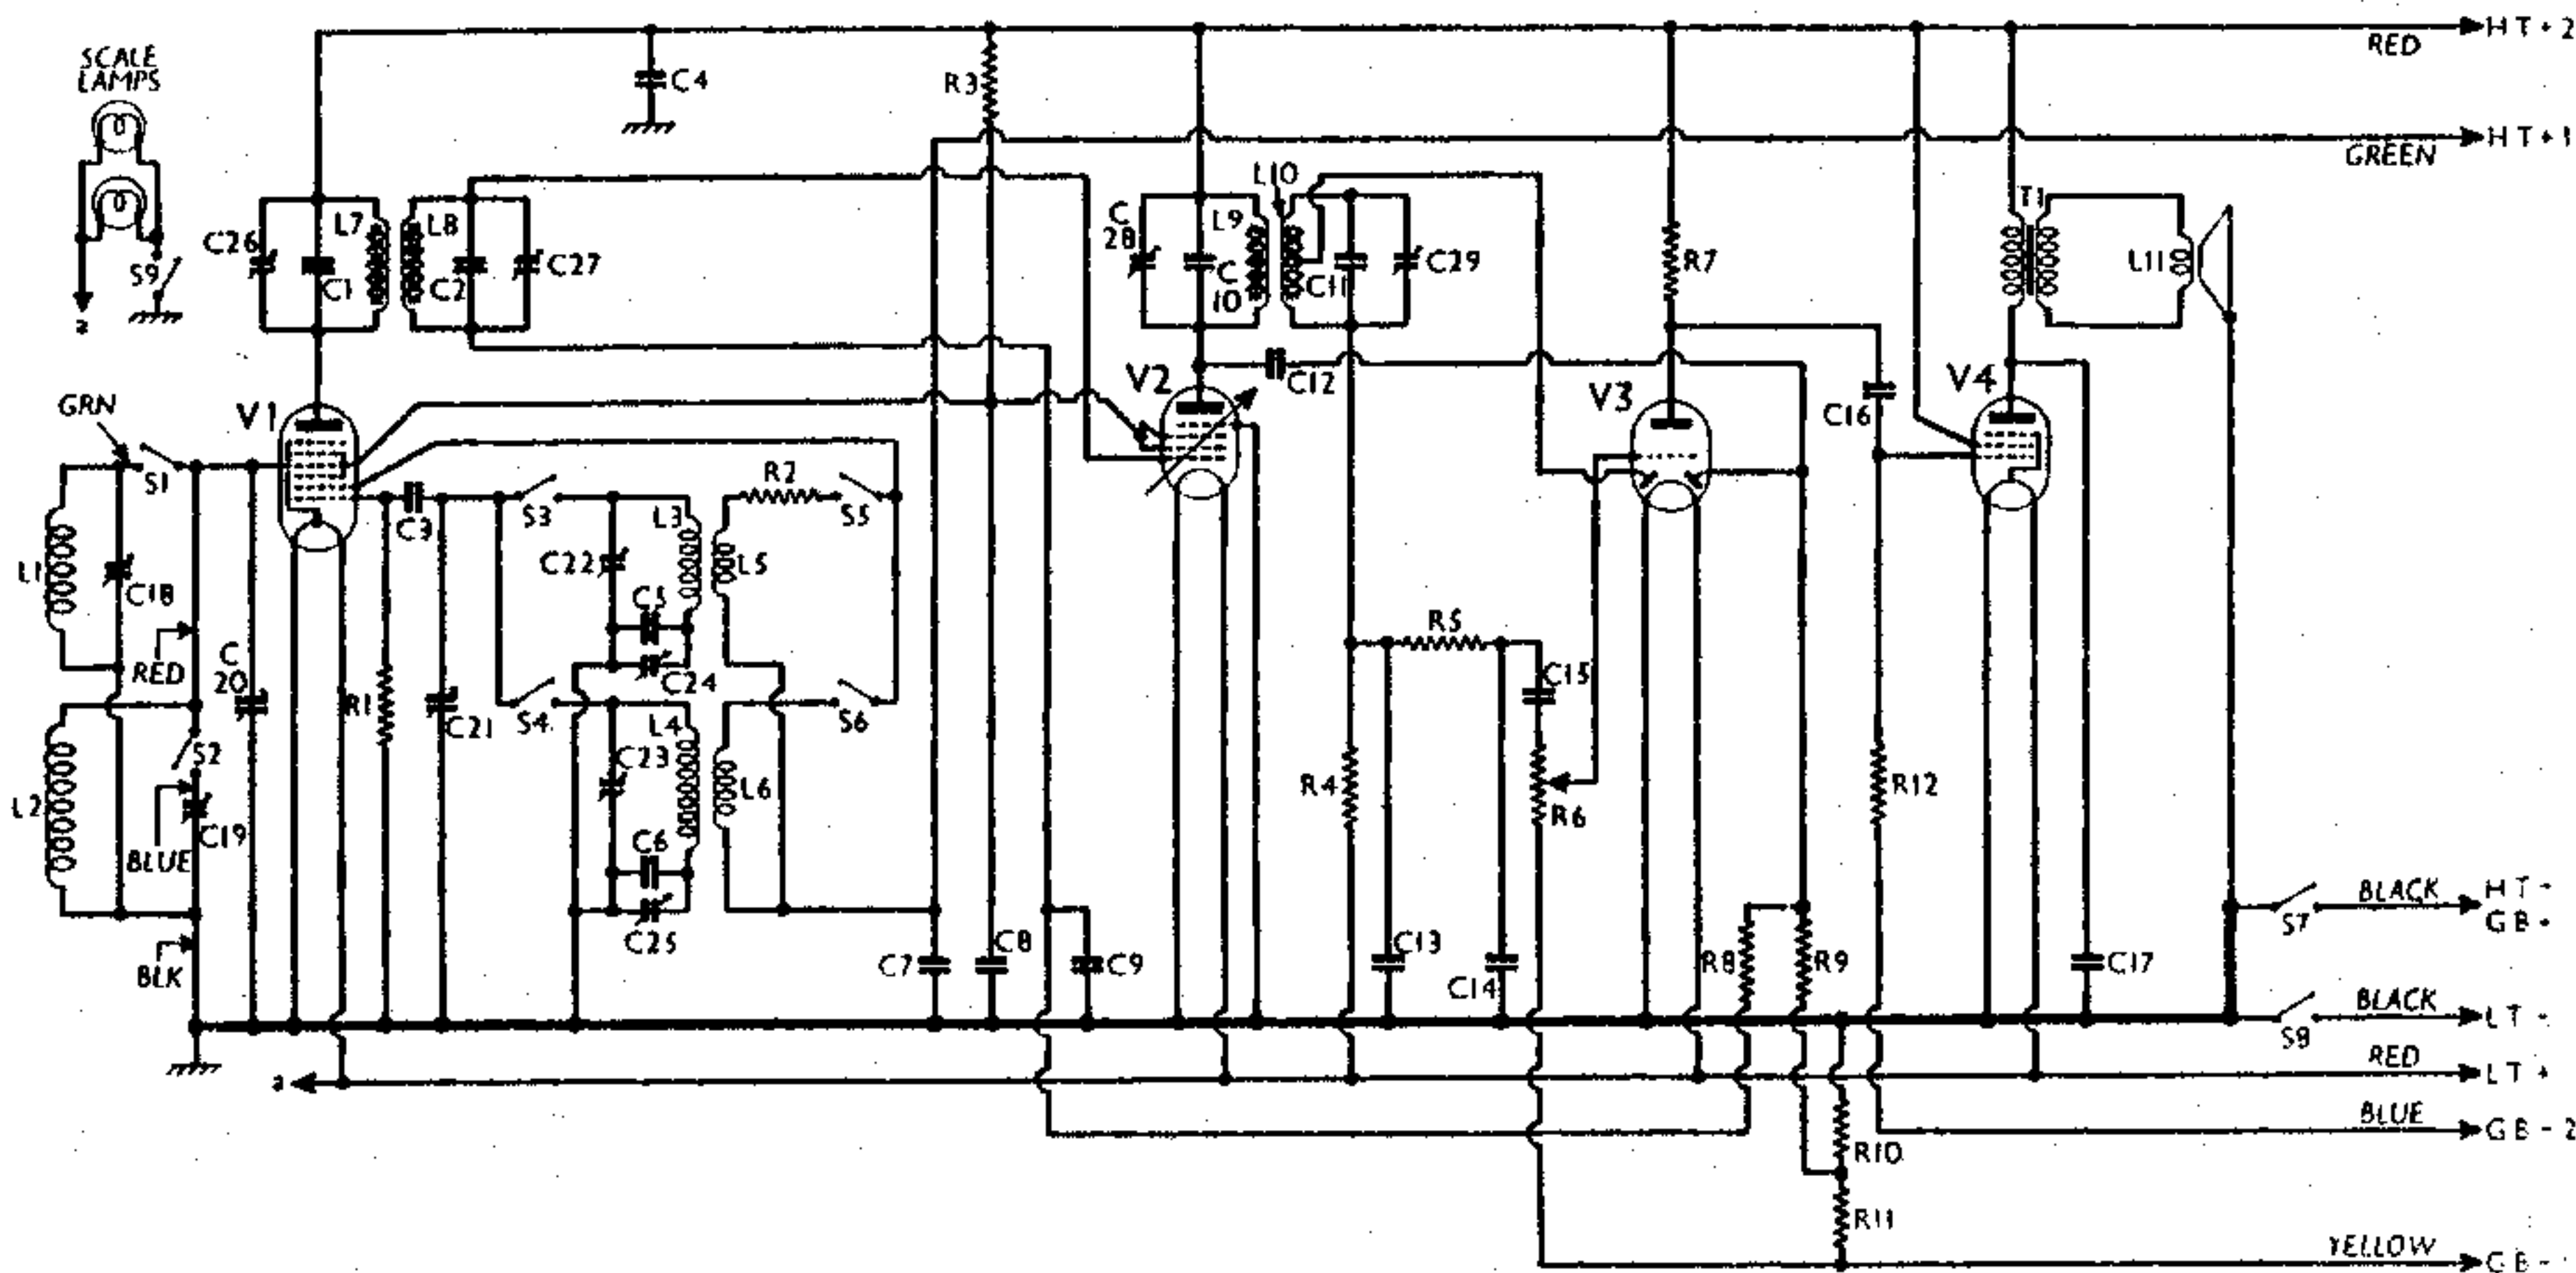 SCALE
LAMPS
S9
a
C26
C1
L7
L8
C2
C27
C4
R3
RED
HT+2
GREEN
HT+1
C
28
L9
C
10
L10
C11
C29
C12
R7
T1
L11
GRN
V1
V2
V3
V4
C16
S1
L1
C18
RED
C
20
L2
S2
BLUE
C19
BLK
R1
C3
C21
S3
S4
C22
L3
C5
C24
L4
C23
C6
C25
R2
S5
L5
S6
L6
C7
C8
C9
R4
R5
C13
C14
C15
R6
R8
R9
R12
C17
S7
BLACK
HT-
GB+
S8
BLACK
LT-
a
RED
LT+
BLUE
GB-2
R10
R11
YELLOW
GB-